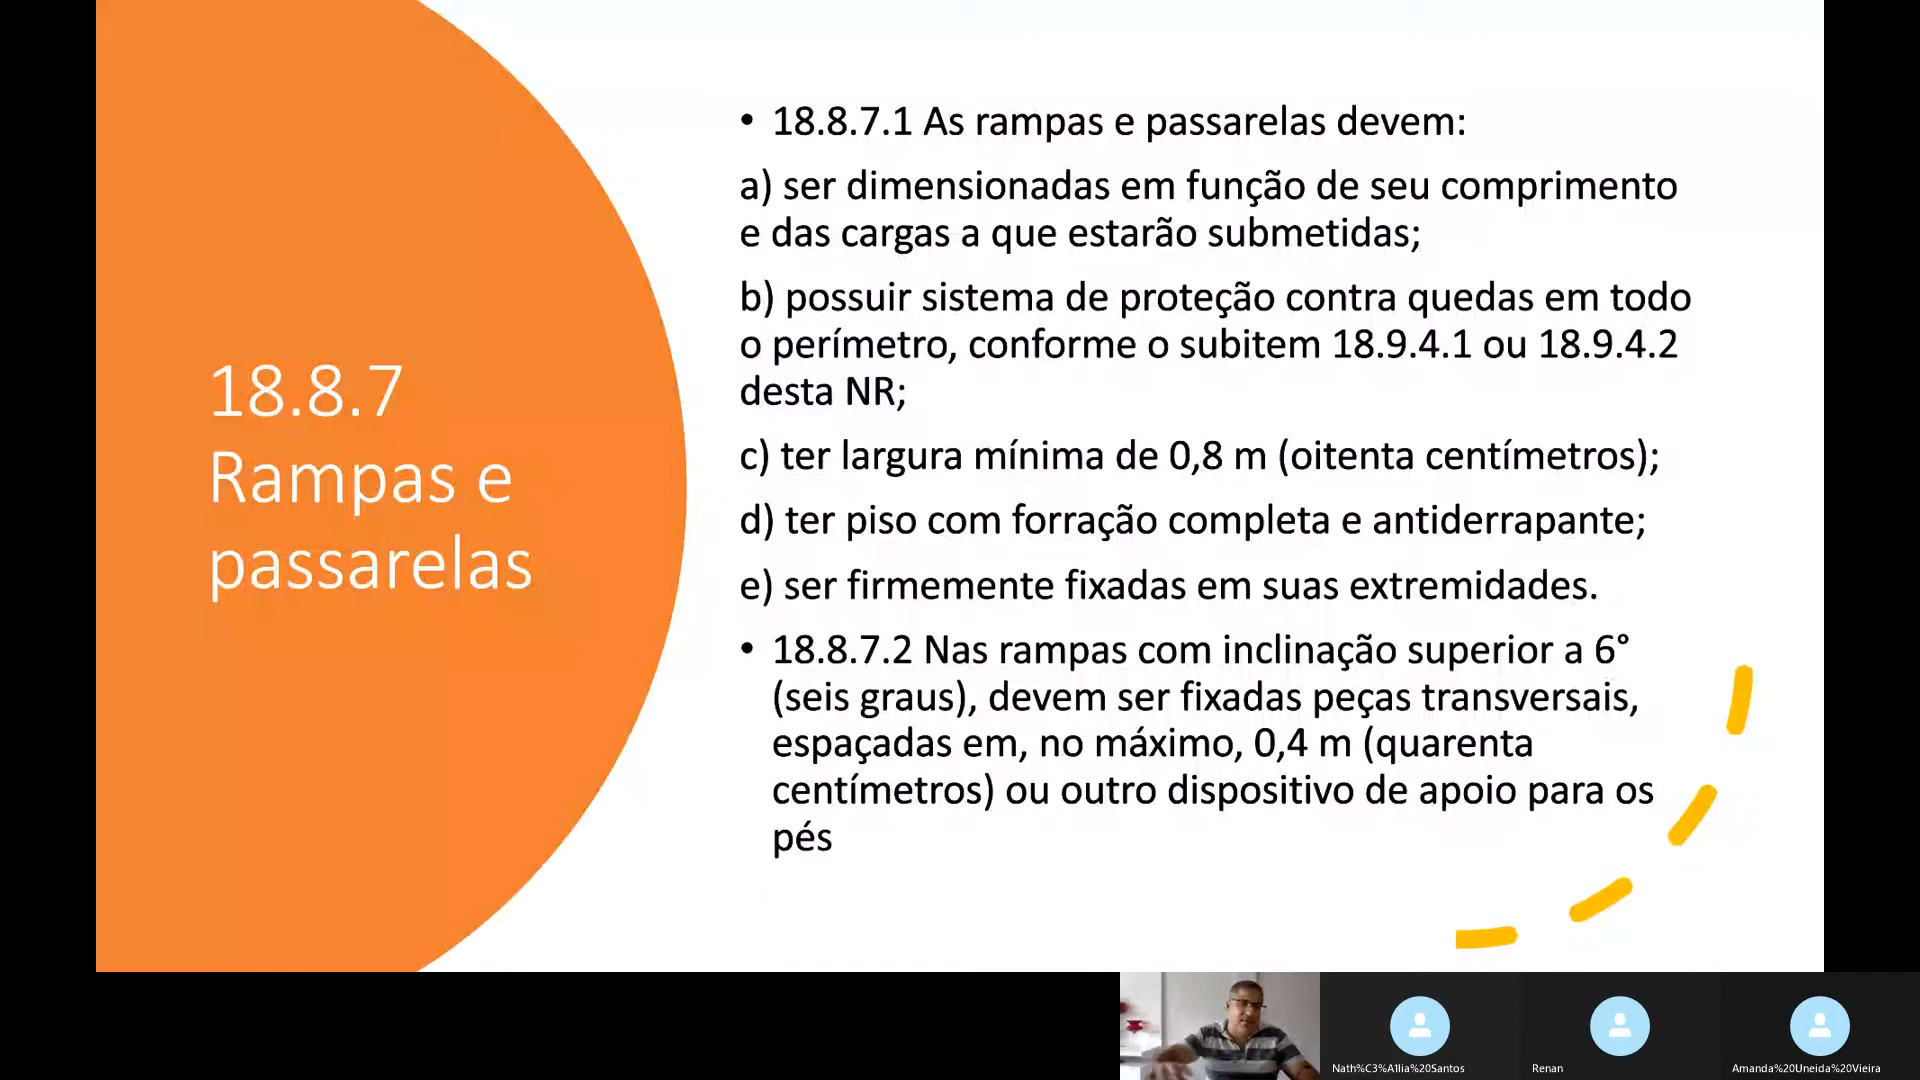 18.8.7
Rampas e
passarelas
• 18.8.7.1 As rampas e passarelas devem:
a) ser dimensionadas em função de seu comprimento
e das cargas a que estarão submetidas;
b) possuir sistema de proteção contra quedas em todo
o perímetro, conforme o subitem 18.9.4.1 ou 18.9.4.2
desta NR;
c) ter largura mínima de 0,8 m (oitenta centímetros);
d) ter piso com forração completa e antiderrapante;
e) ser firmemente fixadas em suas extremidades.
• 18.8.7.2 Nas rampas com inclinação superior a 6°
(seis graus), devem ser fixadas peças transversais,
espaçadas em, no máximo, 0,4 m (quarenta
centímetros) ou outro dispositivo de apoio para os
pés
Nath%C3%A1lia%20Santos
Renan
Amanda%20Uneida%20Vieira